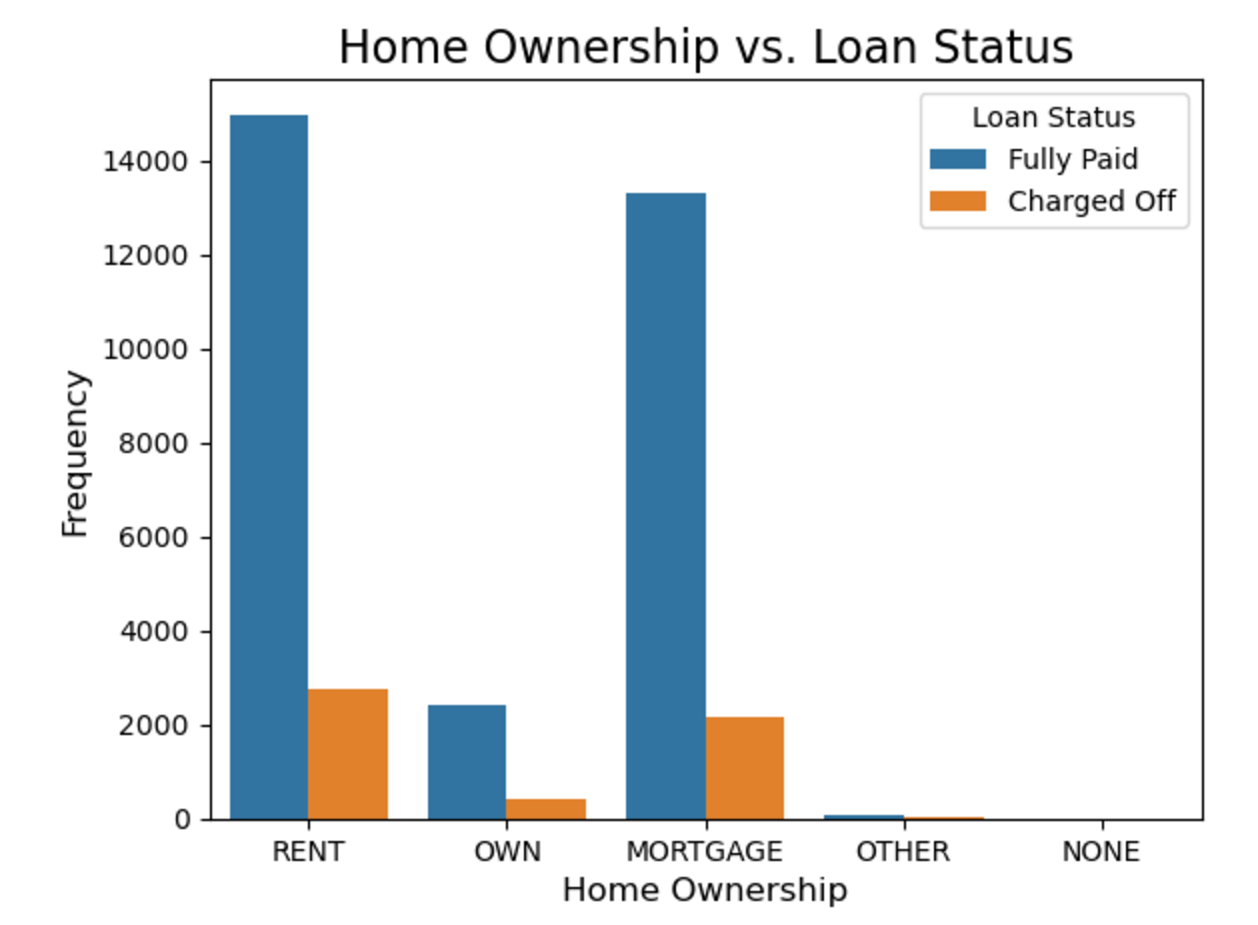 Home Ownership vs. Loan Status
Loan Status
Fully Paid
Charged Off
14000
12000
10000
8000
6000
4000
2000
0
Frequency
RENT OWN MORTGAGE OTHER NONE
Home Ownership